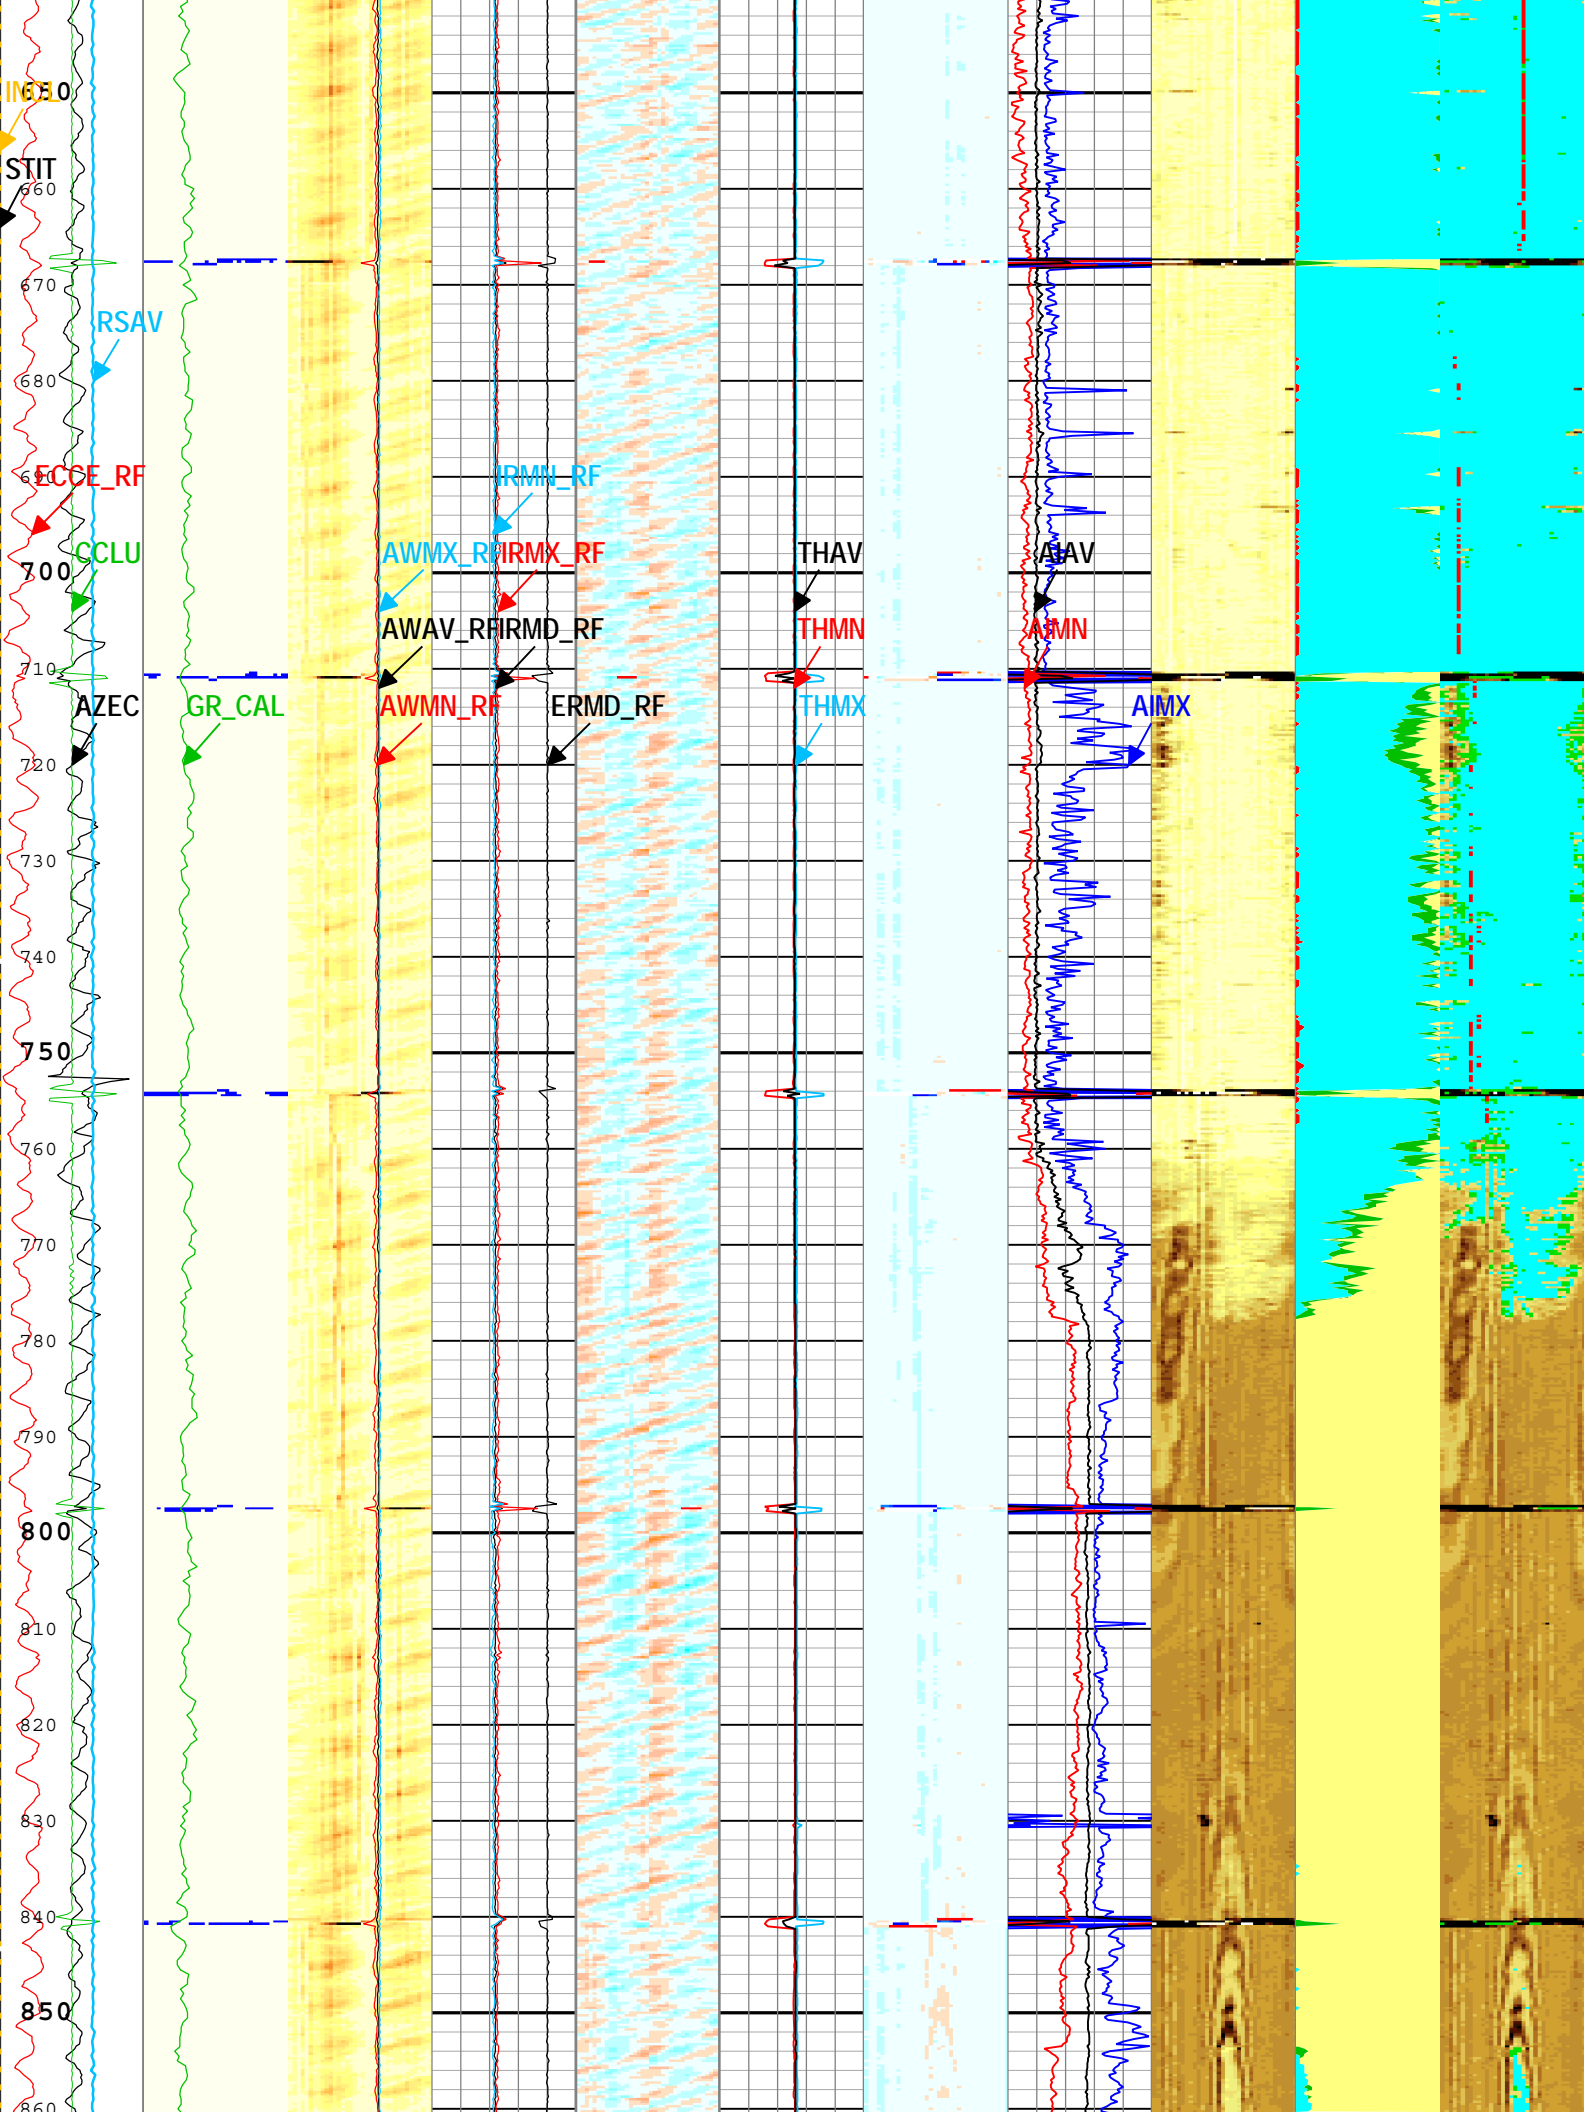 INCL 650
STIT
660
670
RSAV
680
ECCE_RF 690 IRMN_RF
CCLU AWMX_RF IRMX_RF THAV AIAV
700
AWAV_RF IRMD_RF THMN AIMN
710
AZEC GR_CAL AWMN_RF ERMD_RF THMX AIMX
720
730
740
750
760
770
780
790
800
810
820
830
840
850
860